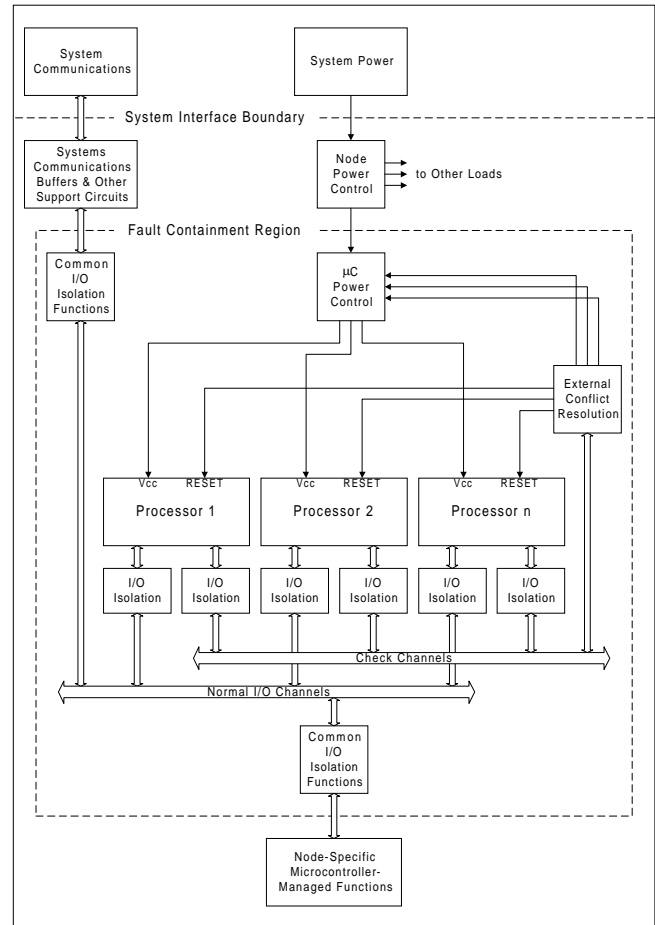 System
Communications
System Power
System Interface Boundary
Systems
Communications
Buffers & Other
Support Circuits
Node
Power
Control
to Other Loads
Fault Containment Region
Common
I/O
Isolation
Functions
µC
Power
Control
External
Conflict
Resolution
Vcc RESET
Processor 1
Vcc RESET
Processor 2
Vcc RESET
Processor n
I/O
Isolation
I/O
Isolation
I/O
Isolation
I/O
Isolation
I/O
Isolation
I/O
Isolation
Check Channels
Normal I/O Channels
Common
I/O
Isolation
Functions
Node-Specific
Microcontroller-
Managed Functions